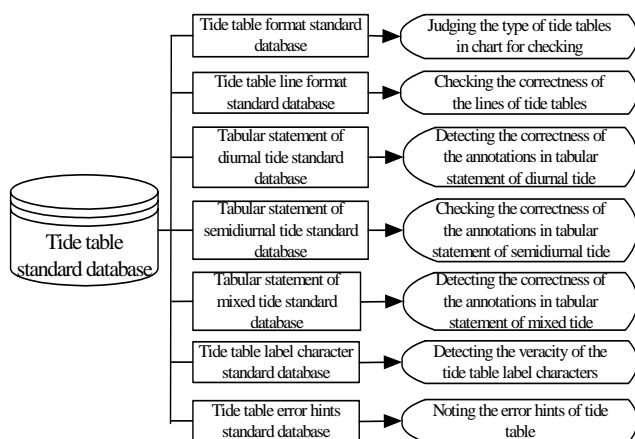 Tide table format standard
database
Judging the type of tide tables
in chart for checking
Tide table line format
standard database
Checking the correctness of
the lines of tide tables
Tabular statement of
diurnal tide standard
database
Detecting the correctness of
the annotations in tabular
statement of diurnal tide
Tide table
standard database
Tabular statement of
semidiurnal tide standard
database
Checking the correctness of
the annotations in tabular
statement of semidiurnal tide
Tabular statement of
mixed tide standard
database
Detecting the correctness of
the annotations in tabular
statement of mixed tide
Tide table label character
standard database
Detecting the veracity of the
tide table label characters
Tide table error hints
standard database
Noting the error hints of tide
table